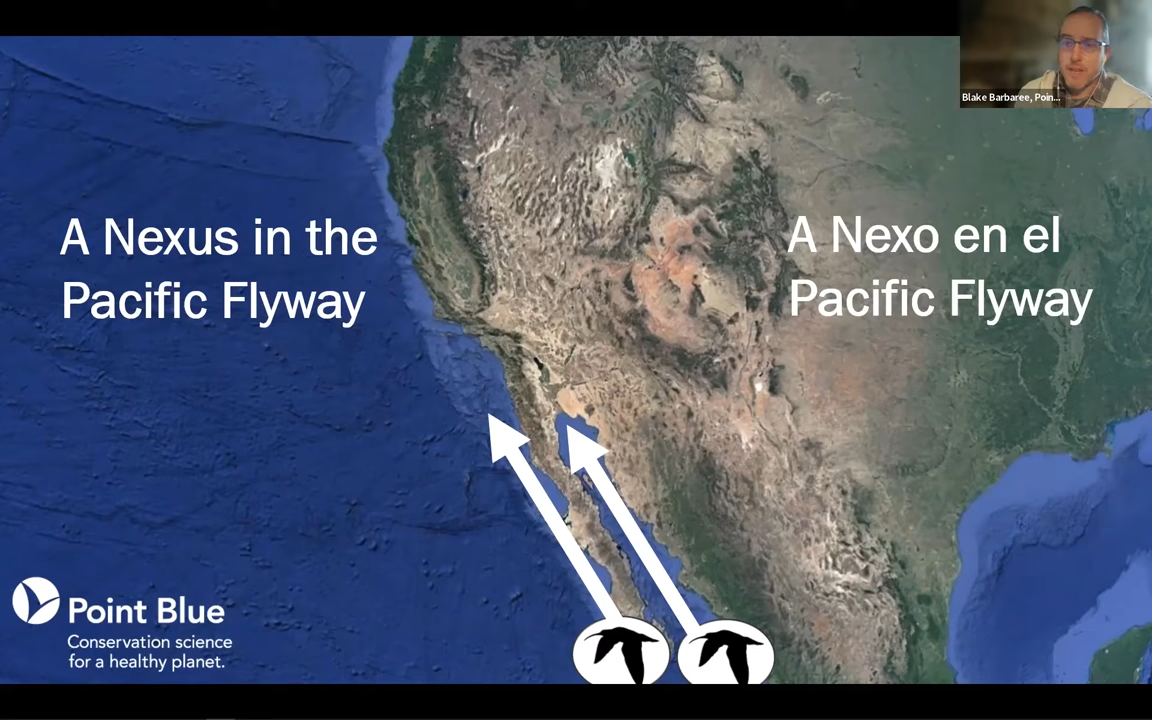 Blake Barbaree, Poin...
A Nexus in the
Pacific Flyway
A Nexo en el
Pacific Flyway
Point Blue
Conservation science
for a healthy planet.